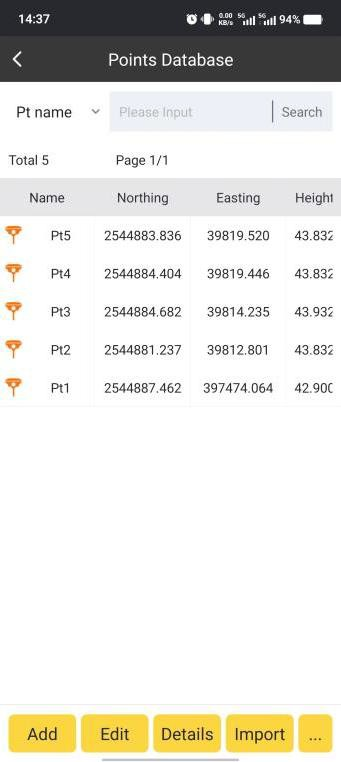 14:37 0.00 KB/s 5G 5G 94%
Points Database
Pt name Please Input Search
Total 5 Page 1/1
Name Northing Easting Height
Pt5 2544883.836 39819.520 43.832
Pt4 2544884.404 39819.446 43.832
Pt3 2544884.682 39814.235 43.932
Pt2 2544881.237 39812.801 43.832
Pt1 2544887.462 397474.064 42.900
Add Edit Details Import ...